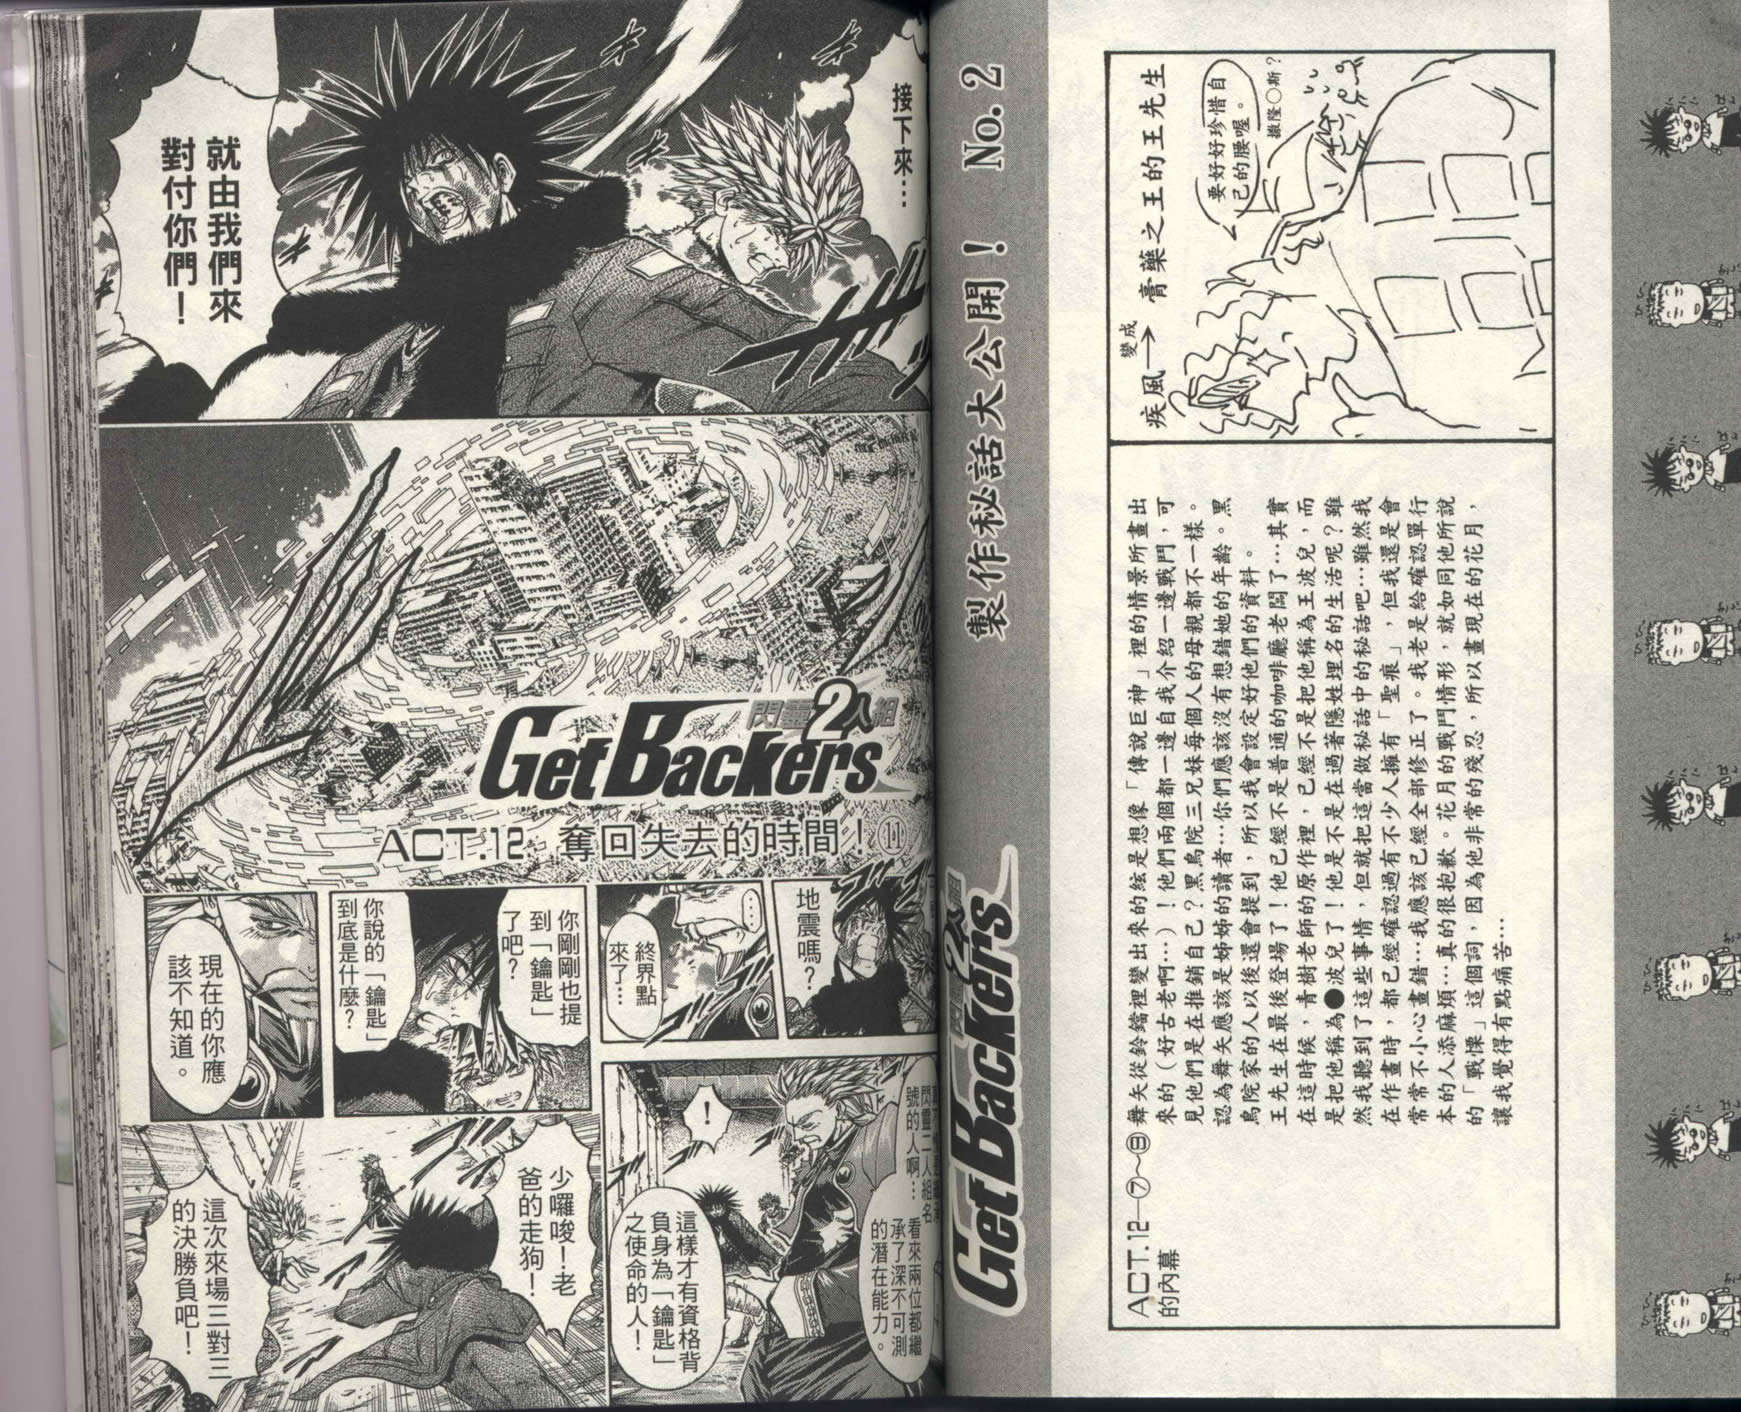 製作秘話大公開! No. 2
GetBackers
疾風 變成→ 膏藥之王的王先生
要好好珍惜自
己的腰喔。
撒隆○斯?
ACT.12—⑦~⑩
的內幕
舞矢從鈴鐺裡變出來的絃是想像「傳說巨神」裡的情景所畫出
來的(好古老啊…)!他們兩個都一邊自我介紹一邊戰鬥,可
見他們是在推銷自己?黑鳥院三兄妹每個人的母親都不一樣。
認為舞矢應該是姊姊的讀者…你們應該沒有想錯她的年齡。黑
鳥院家的人以後還會提到,所以我會設定好他們的資料。
王先生在最後登場了!他已經不是普通的咖啡廳老闆了…其實
在這時候,青樹老師的原作裡,已經不是把他稱為王波兒,而
是把他稱為●波兒了!他是不是在過著隱姓埋名的生活呢?雖
然我聽到了這些事情,但就把這當做秘話中的秘話吧…雖然我
在作畫時,都已經確認過有不少人擁有「聖痕」,但我還是會
常常不小心畫錯…我應該已經全部修正了。我老是給確認單行
本的人添麻煩…真的很抱歉。花月的戰鬥情形,就如同他所說
的「戰慄」這個詞,因為他非常的殘忍,所以畫現在的花月,
讓我覺得有點痛苦…
接下來…
就由我們來
對付你們!
閃靈2人組
GetBackers
ACT.12 奪回失去的時間!⑪
地震嗎?
…
終界點
來了…
你剛剛也提
到「鑰匙」
了吧?
你說的「鑰匙」
到底是什麼?
現在的你應
該不知道。
閃靈二人組名
號的人啊…
看來兩位都繼
承了深不可測
的潛在能力。
!
這樣才有資格背
負身為「鑰匙」
之使命的人!
少囉唆!老
爸的走狗!
這次來場三對三
的決勝負吧!